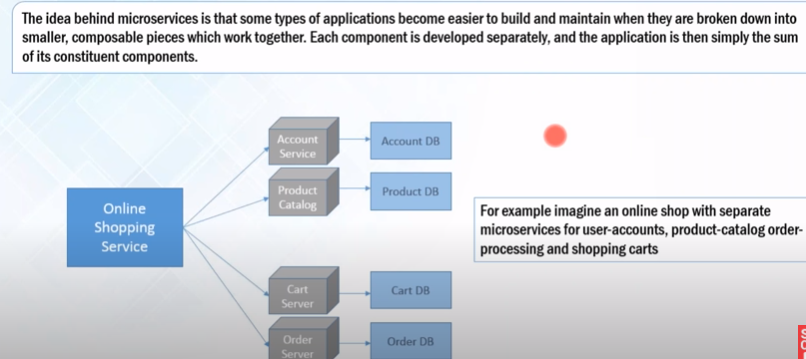 The idea behind microservices is that some types of applications become easier to build and maintain when they are broken down into
smaller, composable pieces which work together. Each component is developed separately, and the application is then simply the sum
of its constituent components.
Account
Service
Account DB
Product
Catalog
Product DB
Online
Shopping
Service
For example imagine an online shop with separate
microservices for user-accounts, product-catalog order-
processing and shopping carts
Cart
Server
Cart DB
Order
Server
Order DB